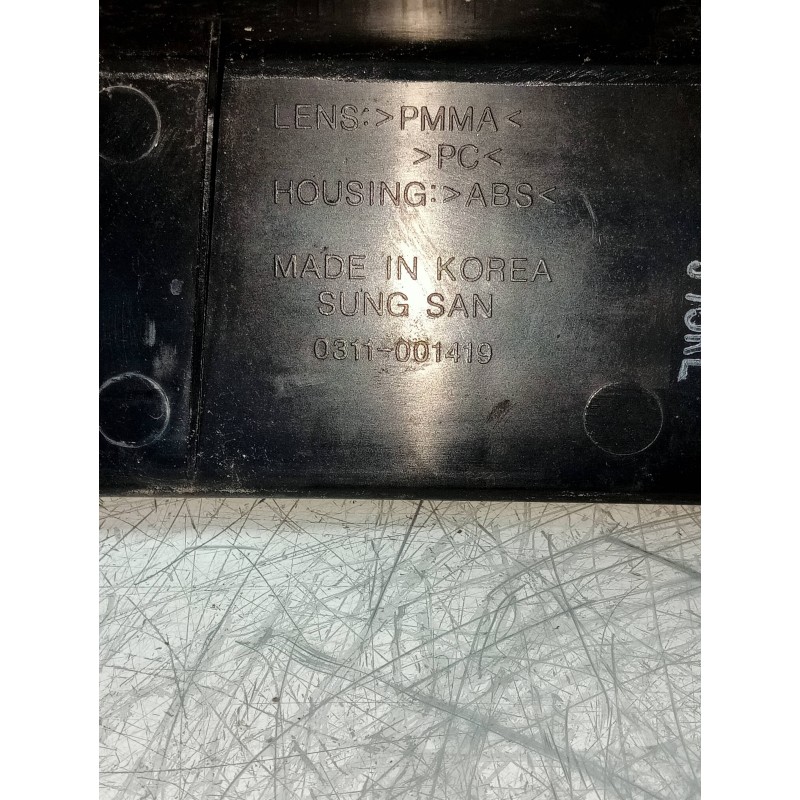 LENS:>PMMA<
>PC<
HOUSING:>ABS<
MADE IN KOREA
SUNG SAN
0311-001419